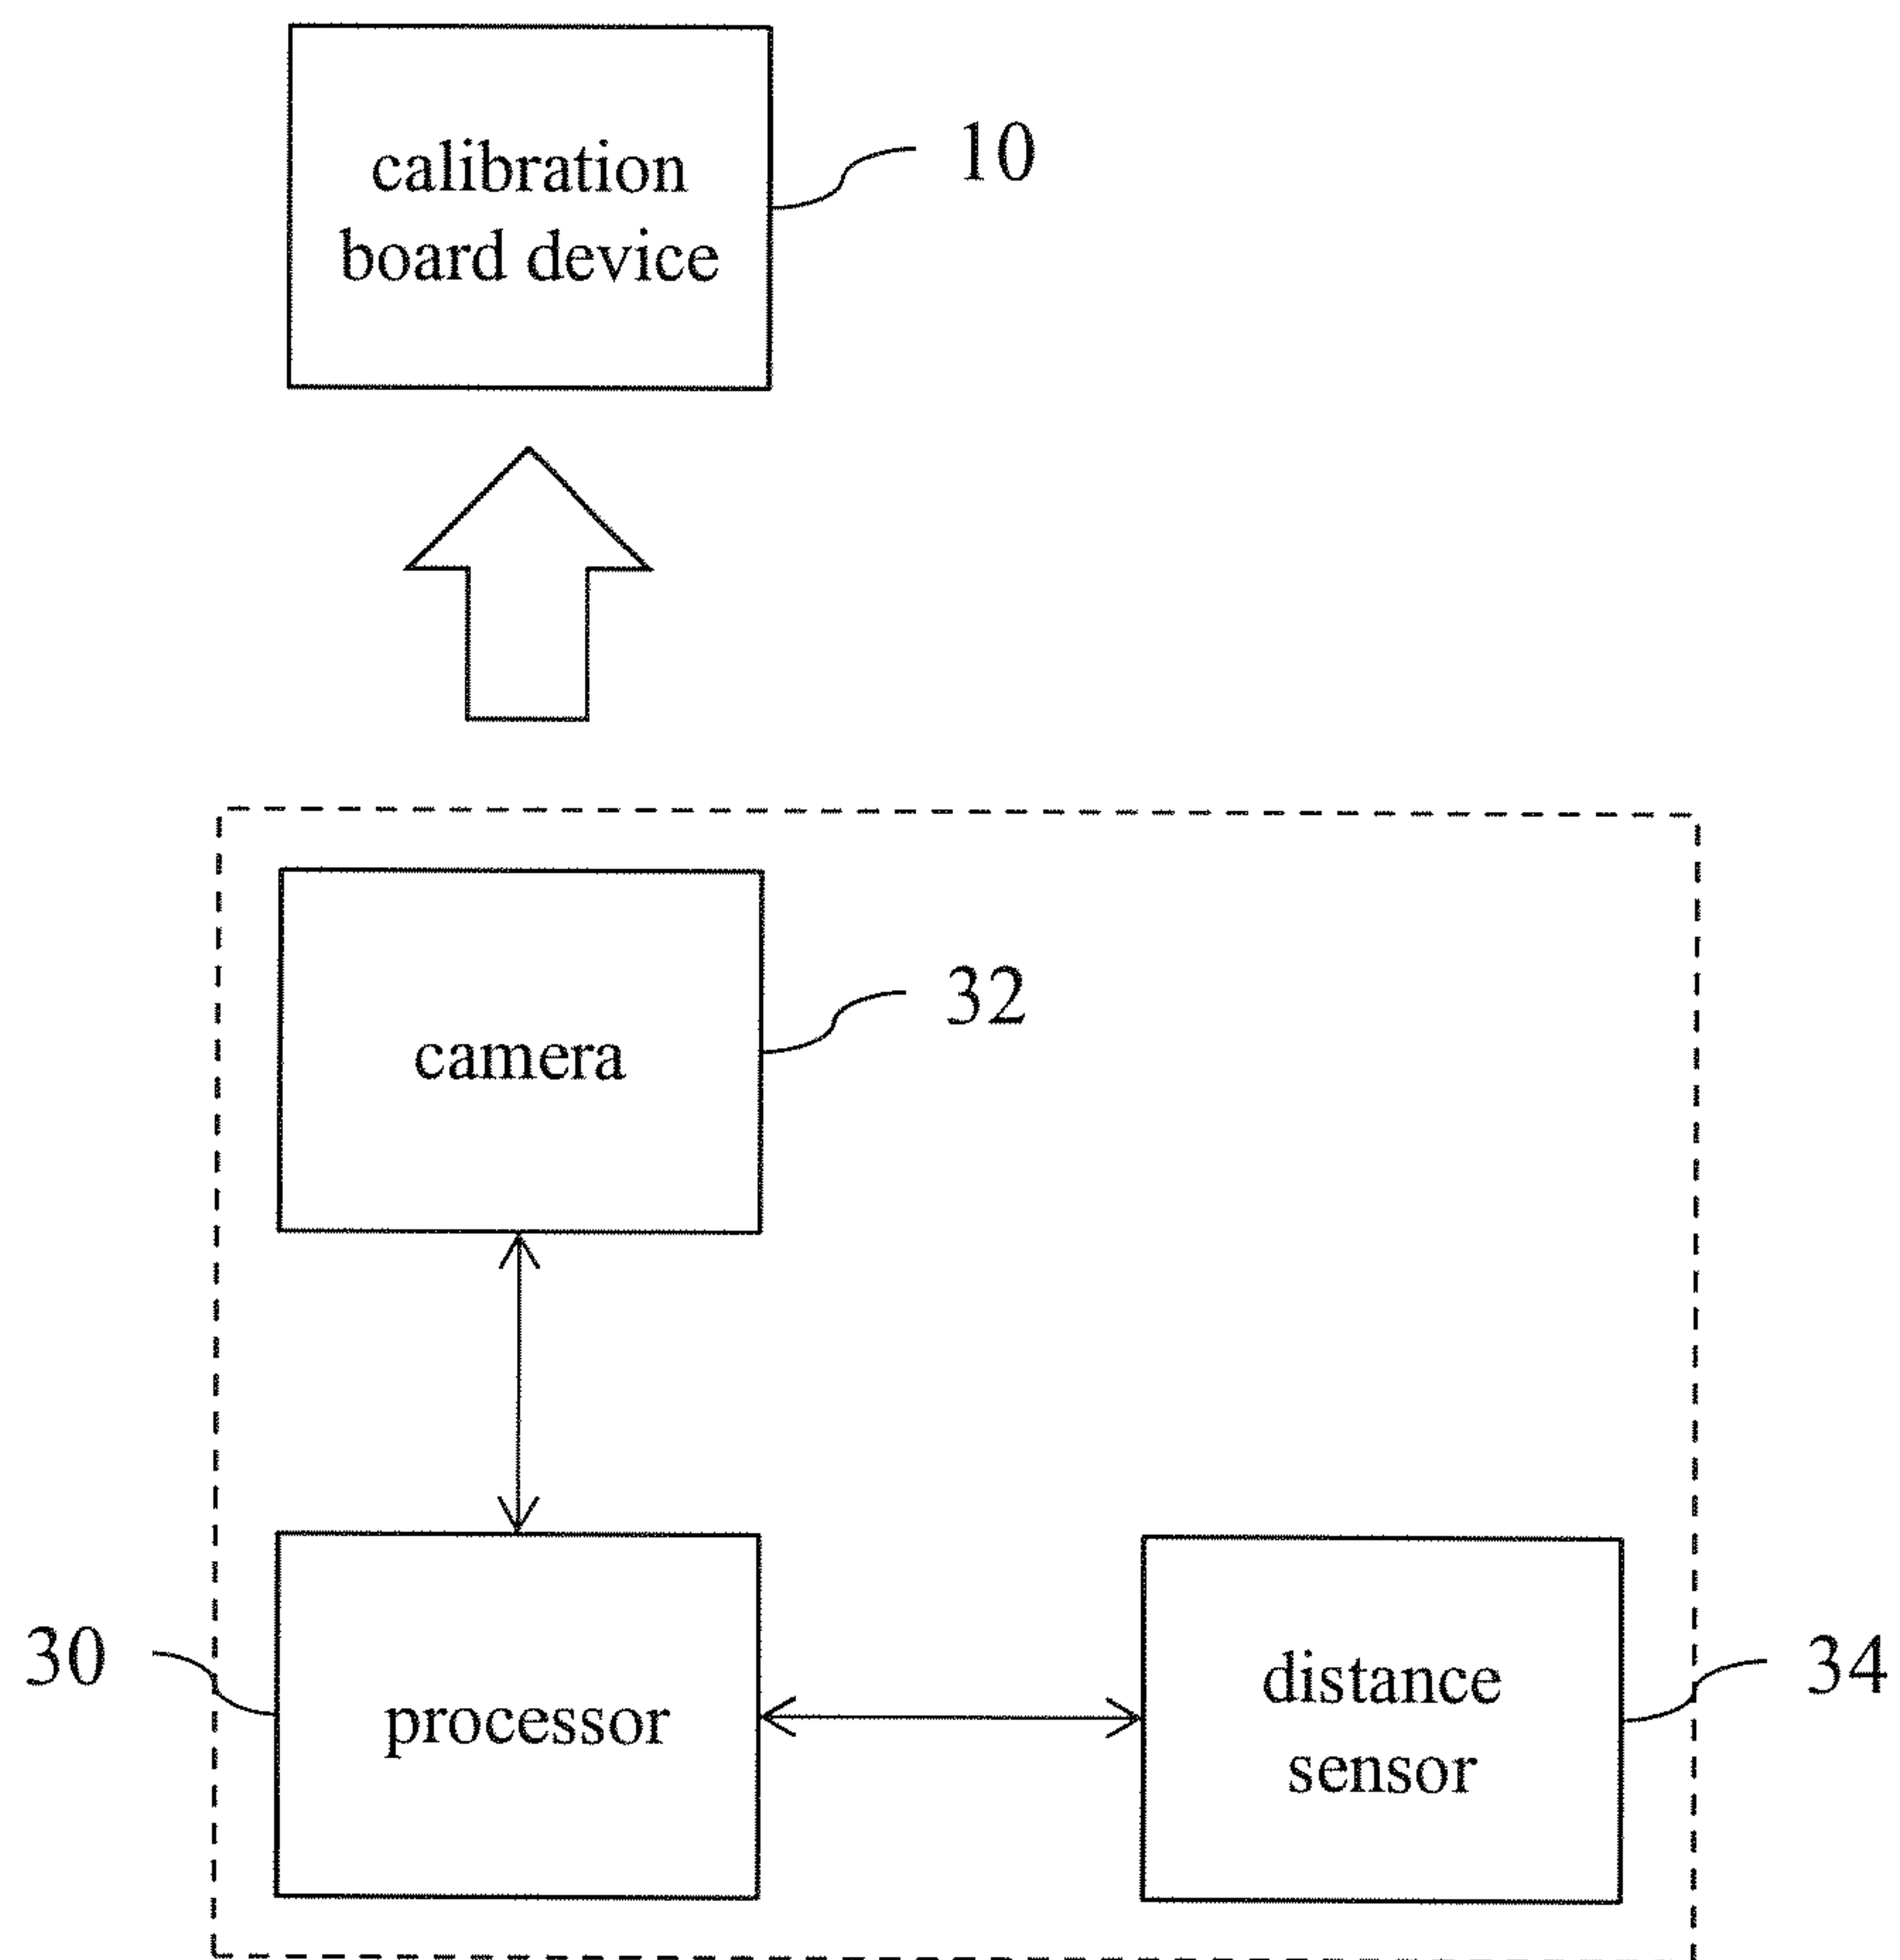 calibration
board device
10
camera
32
30
processor
distance
sensor
34